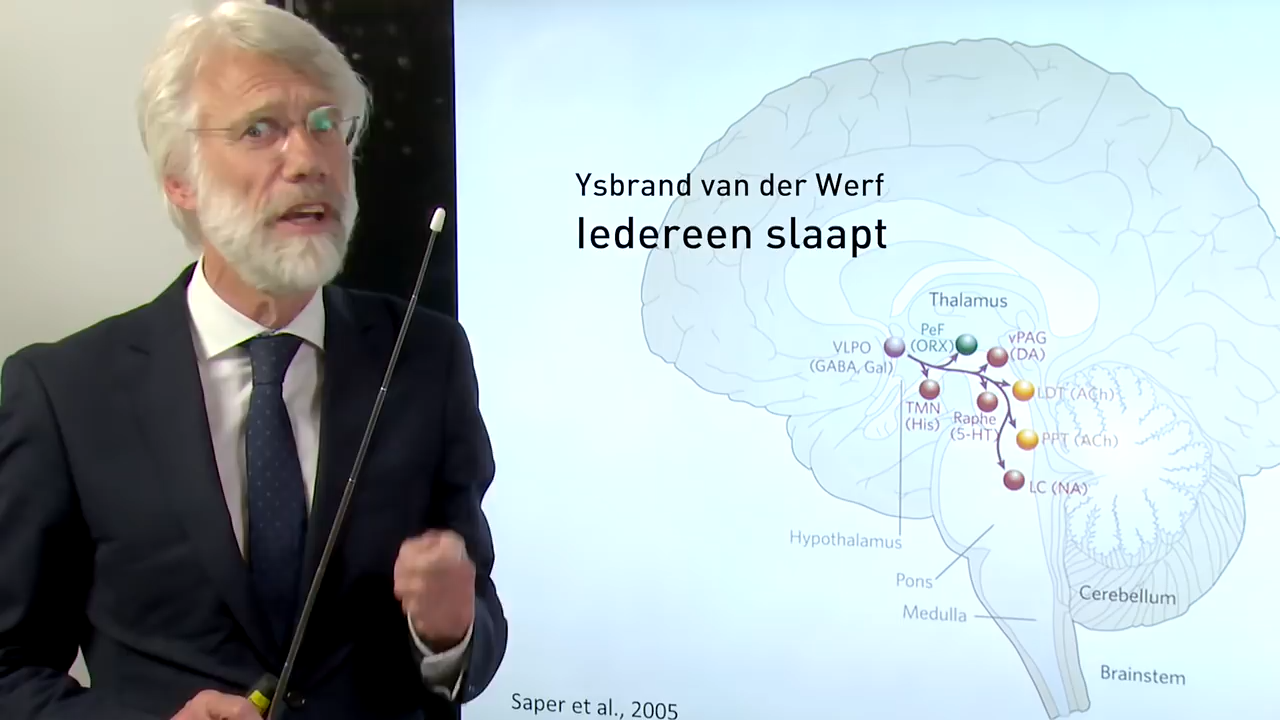 Ysbrand van der Werf
Iedereen slaapt
Thalamus
PeF
(ORX)
vPAG
(DA)
VLPO
(GABA, Gal)
LDT (ACh)
TMN
(His)
Raphe
(5-HT)
PPT (ACh)
LC (NA)
Hypothalamus
Pons
Cerebellum
Medulla
Brainstem
Saper et al., 2005